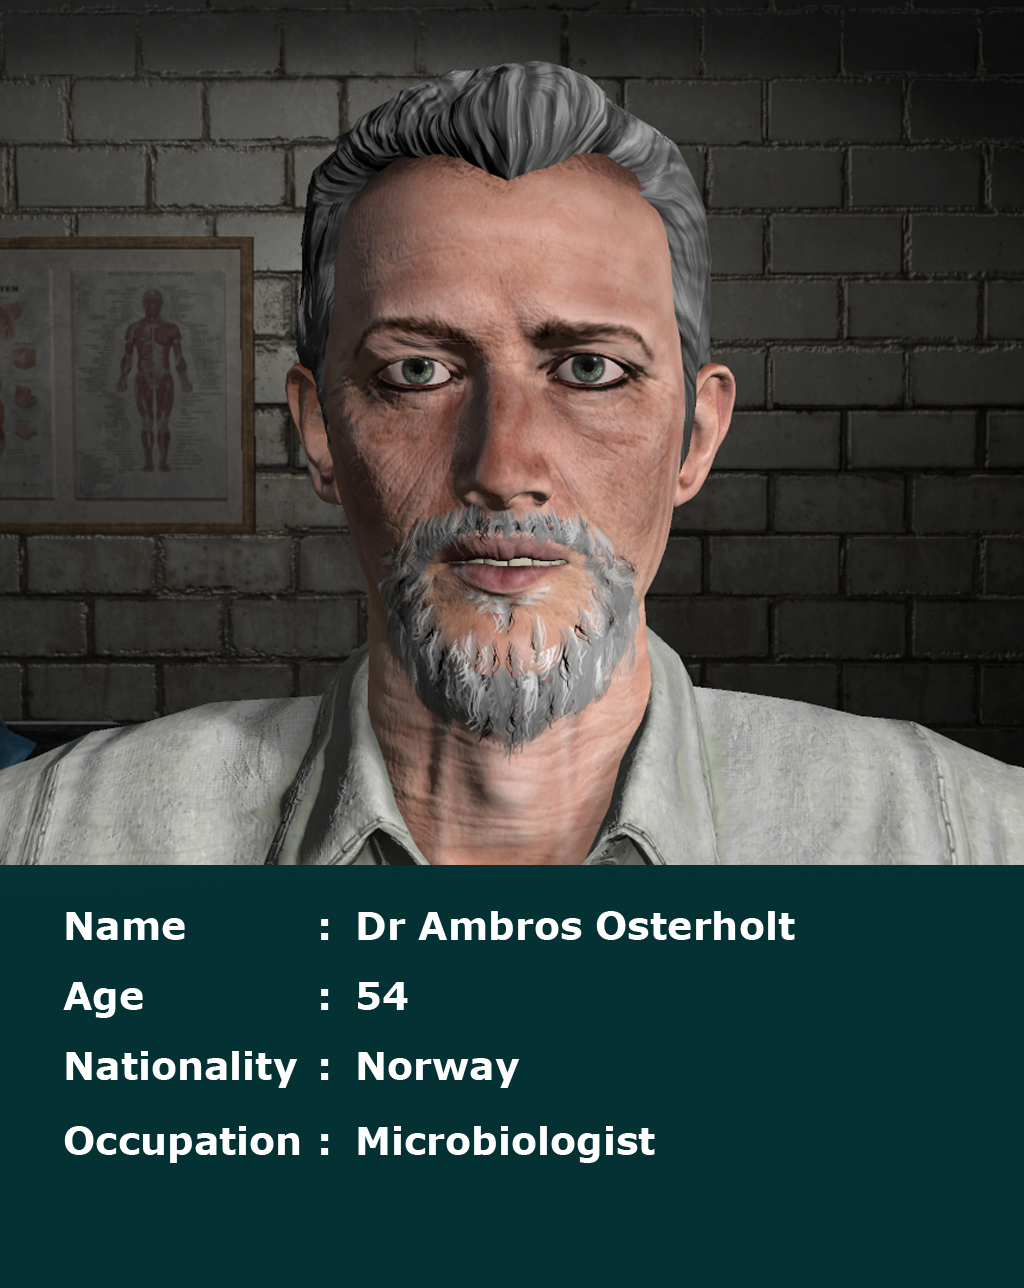 Name : Dr Ambros Osterholt
Age : 54
Nationality : Norway
Occupation : Microbiologist